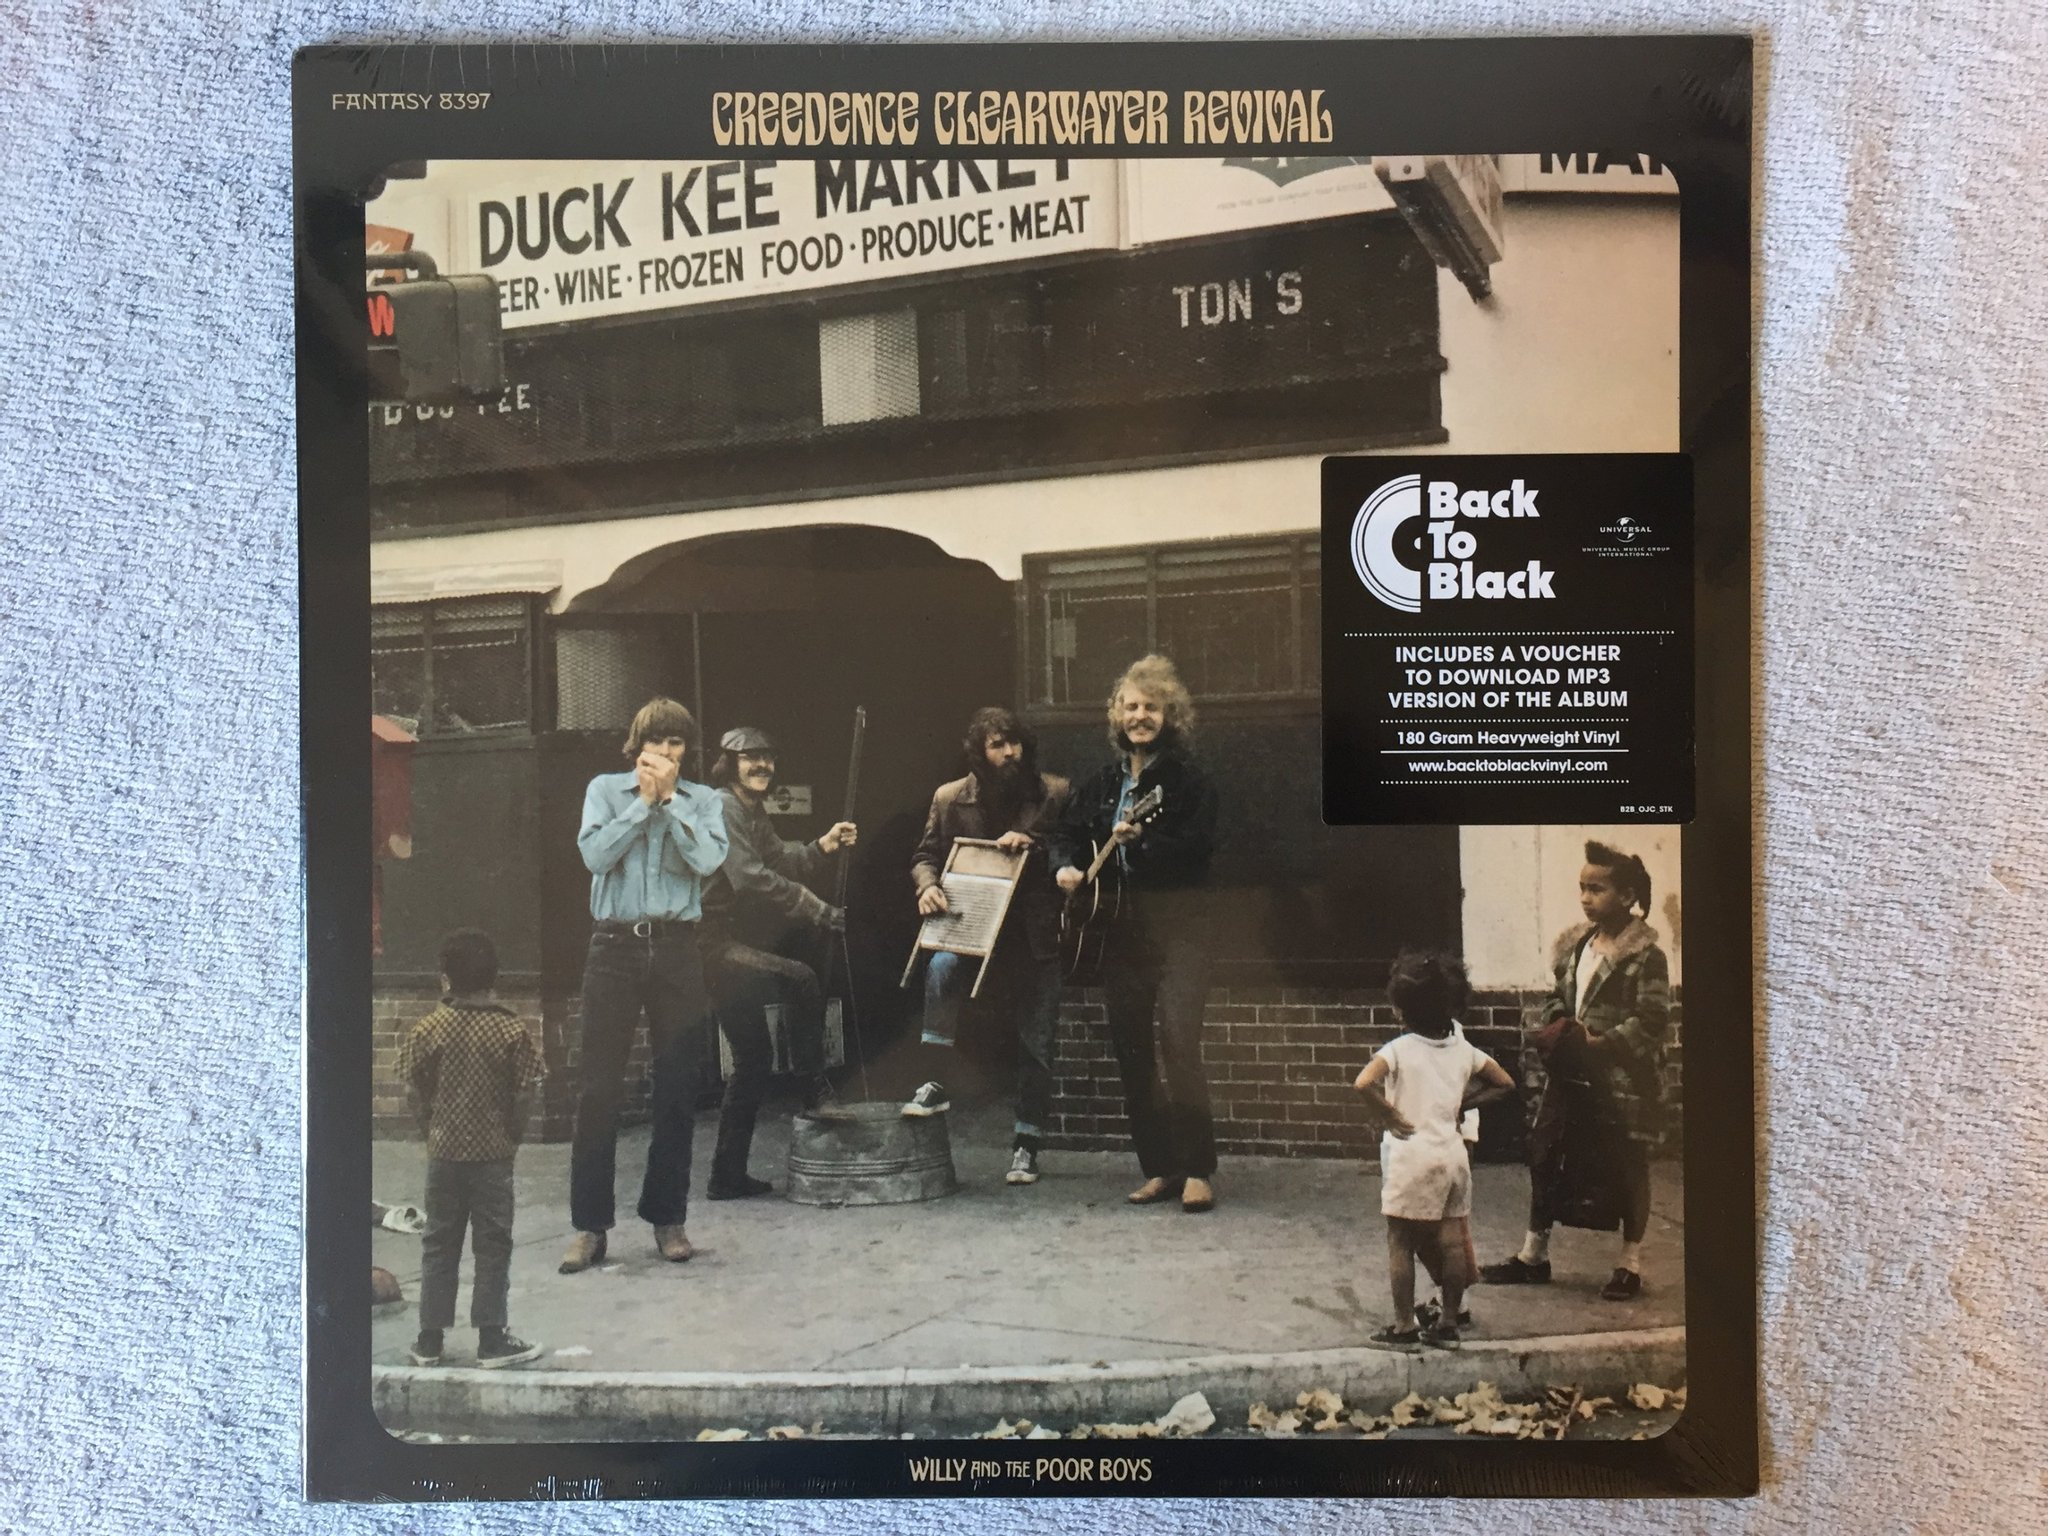 FANTASY 8397
CREEDENCE CLEARWATER REVIVAL
DUCK KEE MARKET
EER·WINE·FROZEN FOOD·PRODUCE·MEAT
MAR
TON'S
W
Back
To
Black
UNIVERSAL
UNIVERSAL MUSIC GROUP
INTERNATIONAL
INCLUDES A VOUCHER
TO DOWNLOAD MP3
VERSION OF THE ALBUM
180 Gram Heavyweight Vinyl
www.backtoblackvinyl.com
B2B_OJC_STK
WILLY AND THE POOR BOYS